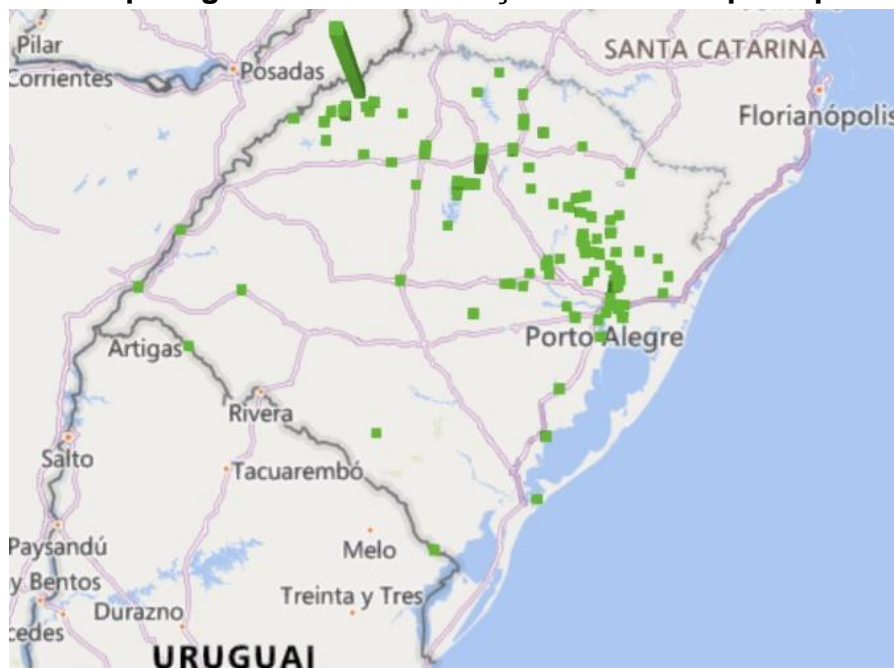 Pilar
Corrientes
Posadas
SANTA CATARINA
Florianópolis
Porto Alegre
Artigas
Rivera
Salto
Tacuarembó
Paysandú
Melo
y Bentos
Treinta y Tres
Durazno
cedes
URUGUAI